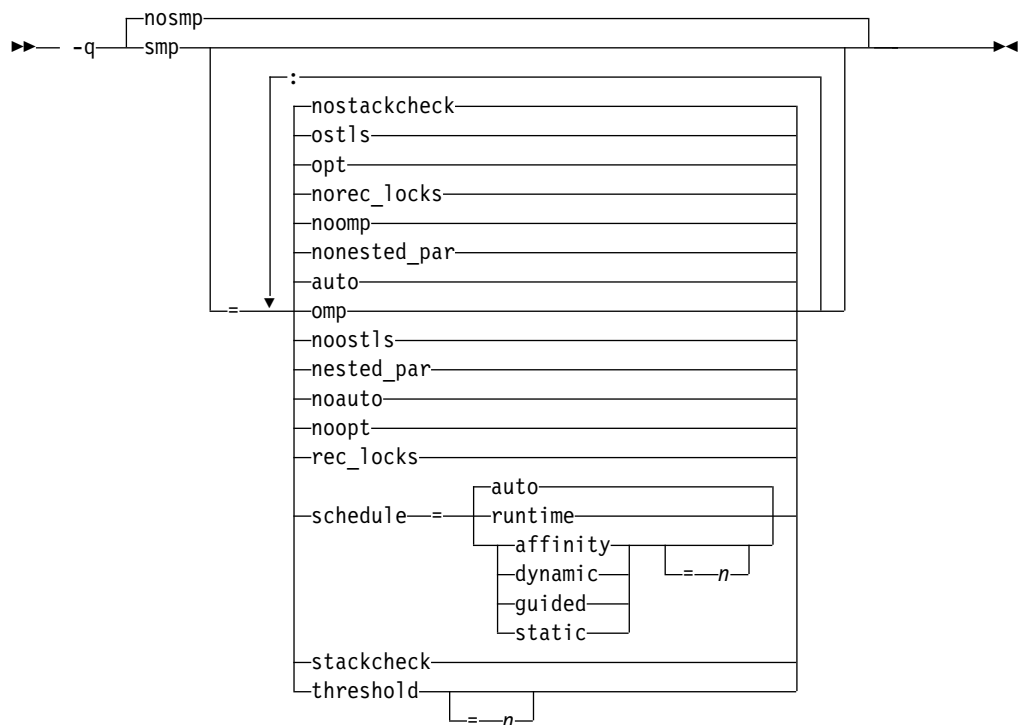 nosmp
-q smp
:
nostackcheck
ostls
opt
norec_locks
noomp
nonested_par
auto
= omp
noostls
nested_par
noauto
noopt
rec_locks
auto
schedule = runtime
affinity
= n
dynamic
guided
static
stackcheck
threshold
= n